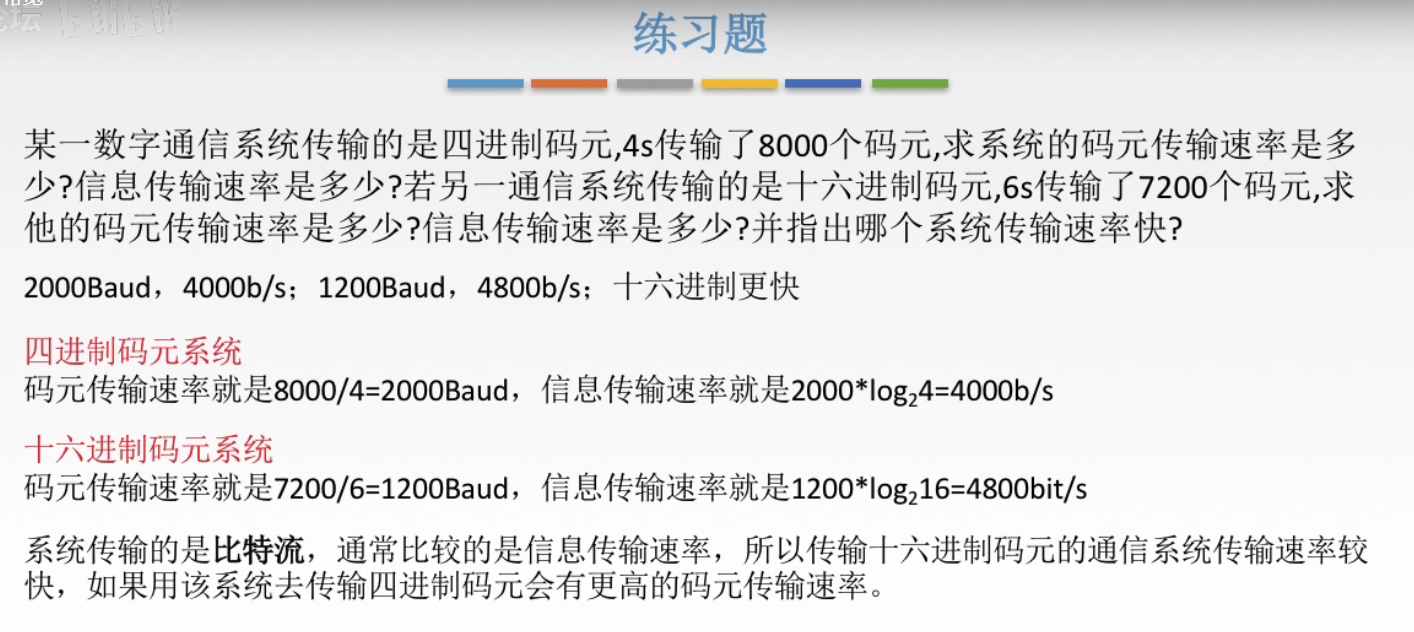 论坛 bilibili
练习题
某一数字通信系统传输的是四进制码元,4s传输了8000个码元,求系统的码元传输速率是多
少?信息传输速率是多少?若另一通信系统传输的是十六进制码元,6s传输了7200个码元,求
他的码元传输速率是多少?信息传输速率是多少?并指出哪个系统传输速率快?
2000Baud，4000b/s；1200Baud，4800b/s；十六进制更快
四进制码元系统
码元传输速率就是8000/4=2000Baud，信息传输速率就是2000*log₂4=4000b/s
十六进制码元系统
码元传输速率就是7200/6=1200Baud，信息传输速率就是1200*log₂16=4800bit/s
系统传输的是比特流，通常比较的是信息传输速率，所以传输十六进制码元的通信系统传输速率较
快，如果用该系统去传输四进制码元会有更高的码元传输速率。